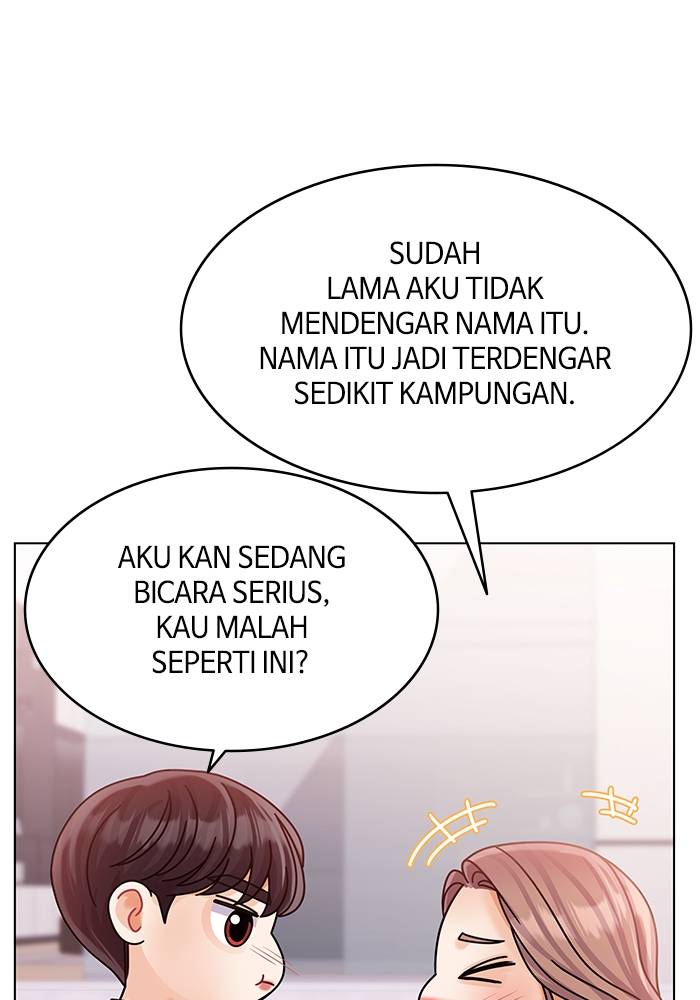 SUDAH
LAMA AKU TIDAK
MENDENGAR NAMA ITU.
NAMA ITU JADI TERDENGAR
SEDIKIT KAMPUNGAN.
AKU KAN SEDANG
BICARA SERIUS,
KAU MALAH
SEPERTI INI?